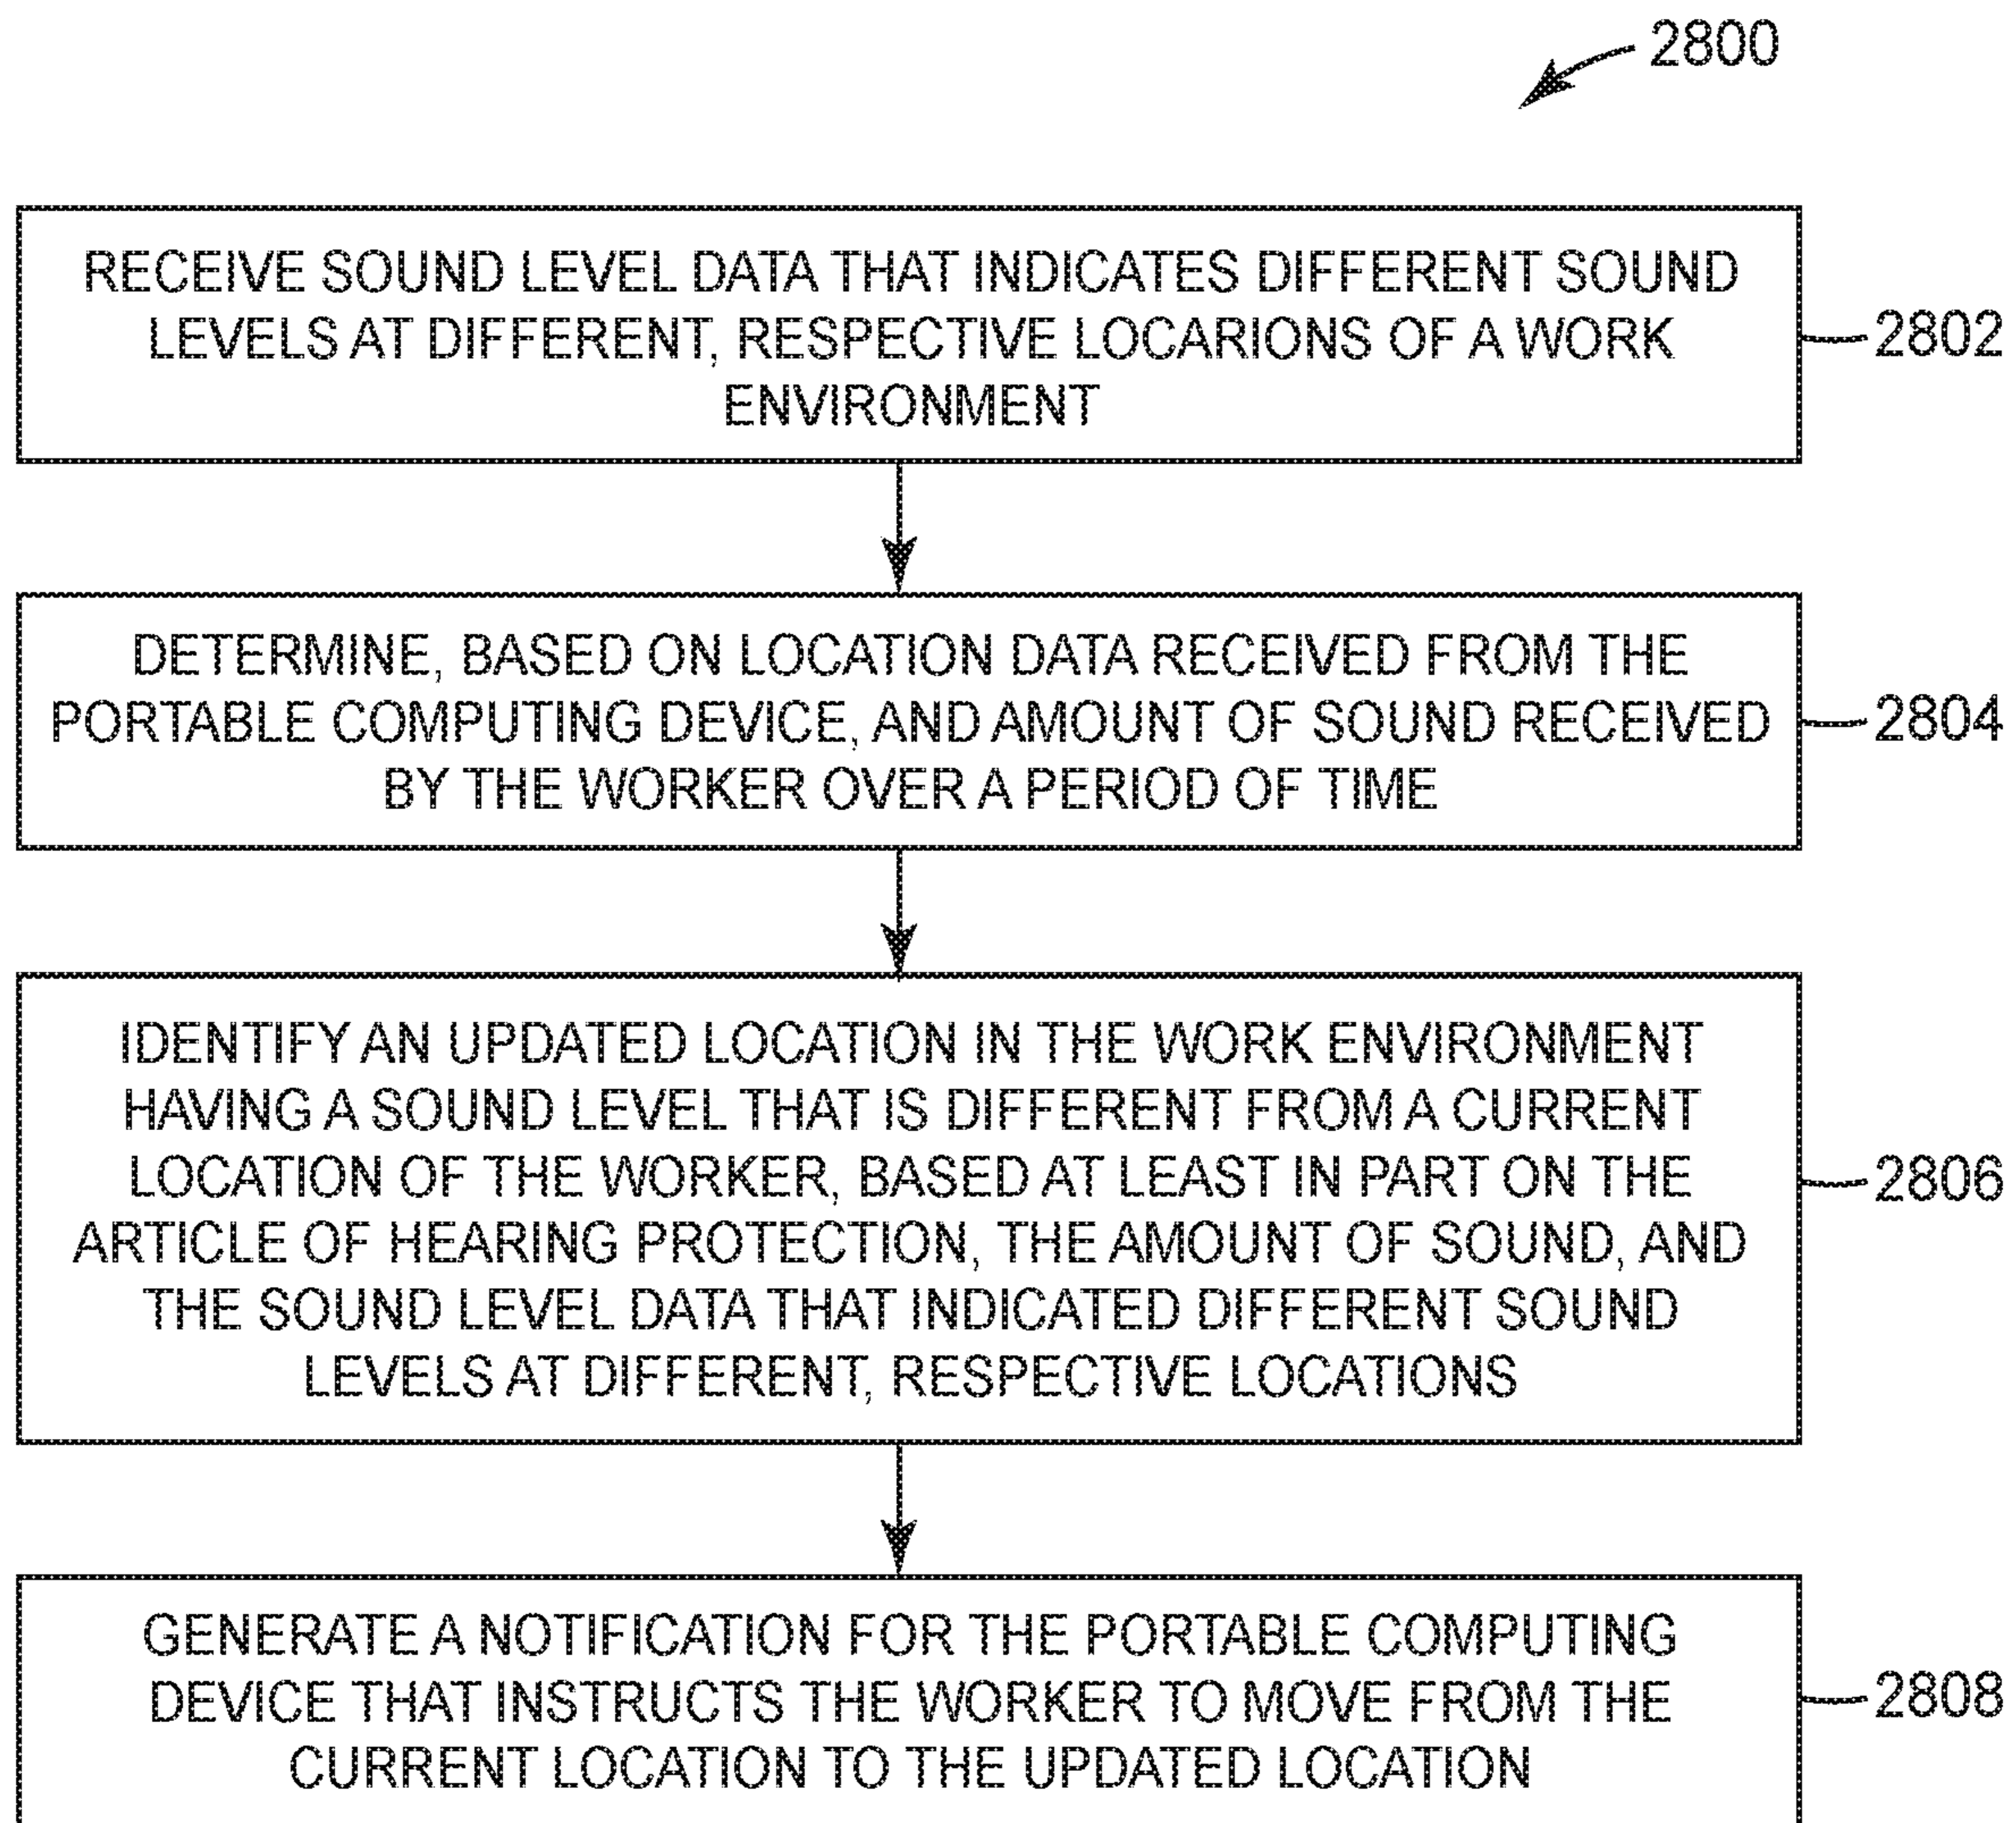 2800
RECEIVE SOUND LEVEL DATA THAT INDICATES DIFFERENT SOUND
LEVELS AT DIFFERENT, RESPECTIVE LOCARIONS OF A WORK
ENVIRONMENT
2802
DETERMINE, BASED ON LOCATION DATA RECEIVED FROM THE
PORTABLE COMPUTING DEVICE, AND AMOUNT OF SOUND RECEIVED
BY THE WORKER OVER A PERIOD OF TIME
2804
IDENTIFY AN UPDATED LOCATION IN THE WORK ENVIRONMENT
HAVING A SOUND LEVEL THAT IS DIFFERENT FROM A CURRENT
LOCATION OF THE WORKER, BASED AT LEAST IN PART ON THE
ARTICLE OF HEARING PROTECTION, THE AMOUNT OF SOUND, AND
THE SOUND LEVEL DATA THAT INDICATED DIFFERENT SOUND
LEVELS AT DIFFERENT, RESPECTIVE LOCATIONS
2806
GENERATE A NOTIFICATION FOR THE PORTABLE COMPUTING
DEVICE THAT INSTRUCTS THE WORKER TO MOVE FROM THE
CURRENT LOCATION TO THE UPDATED LOCATION
2808